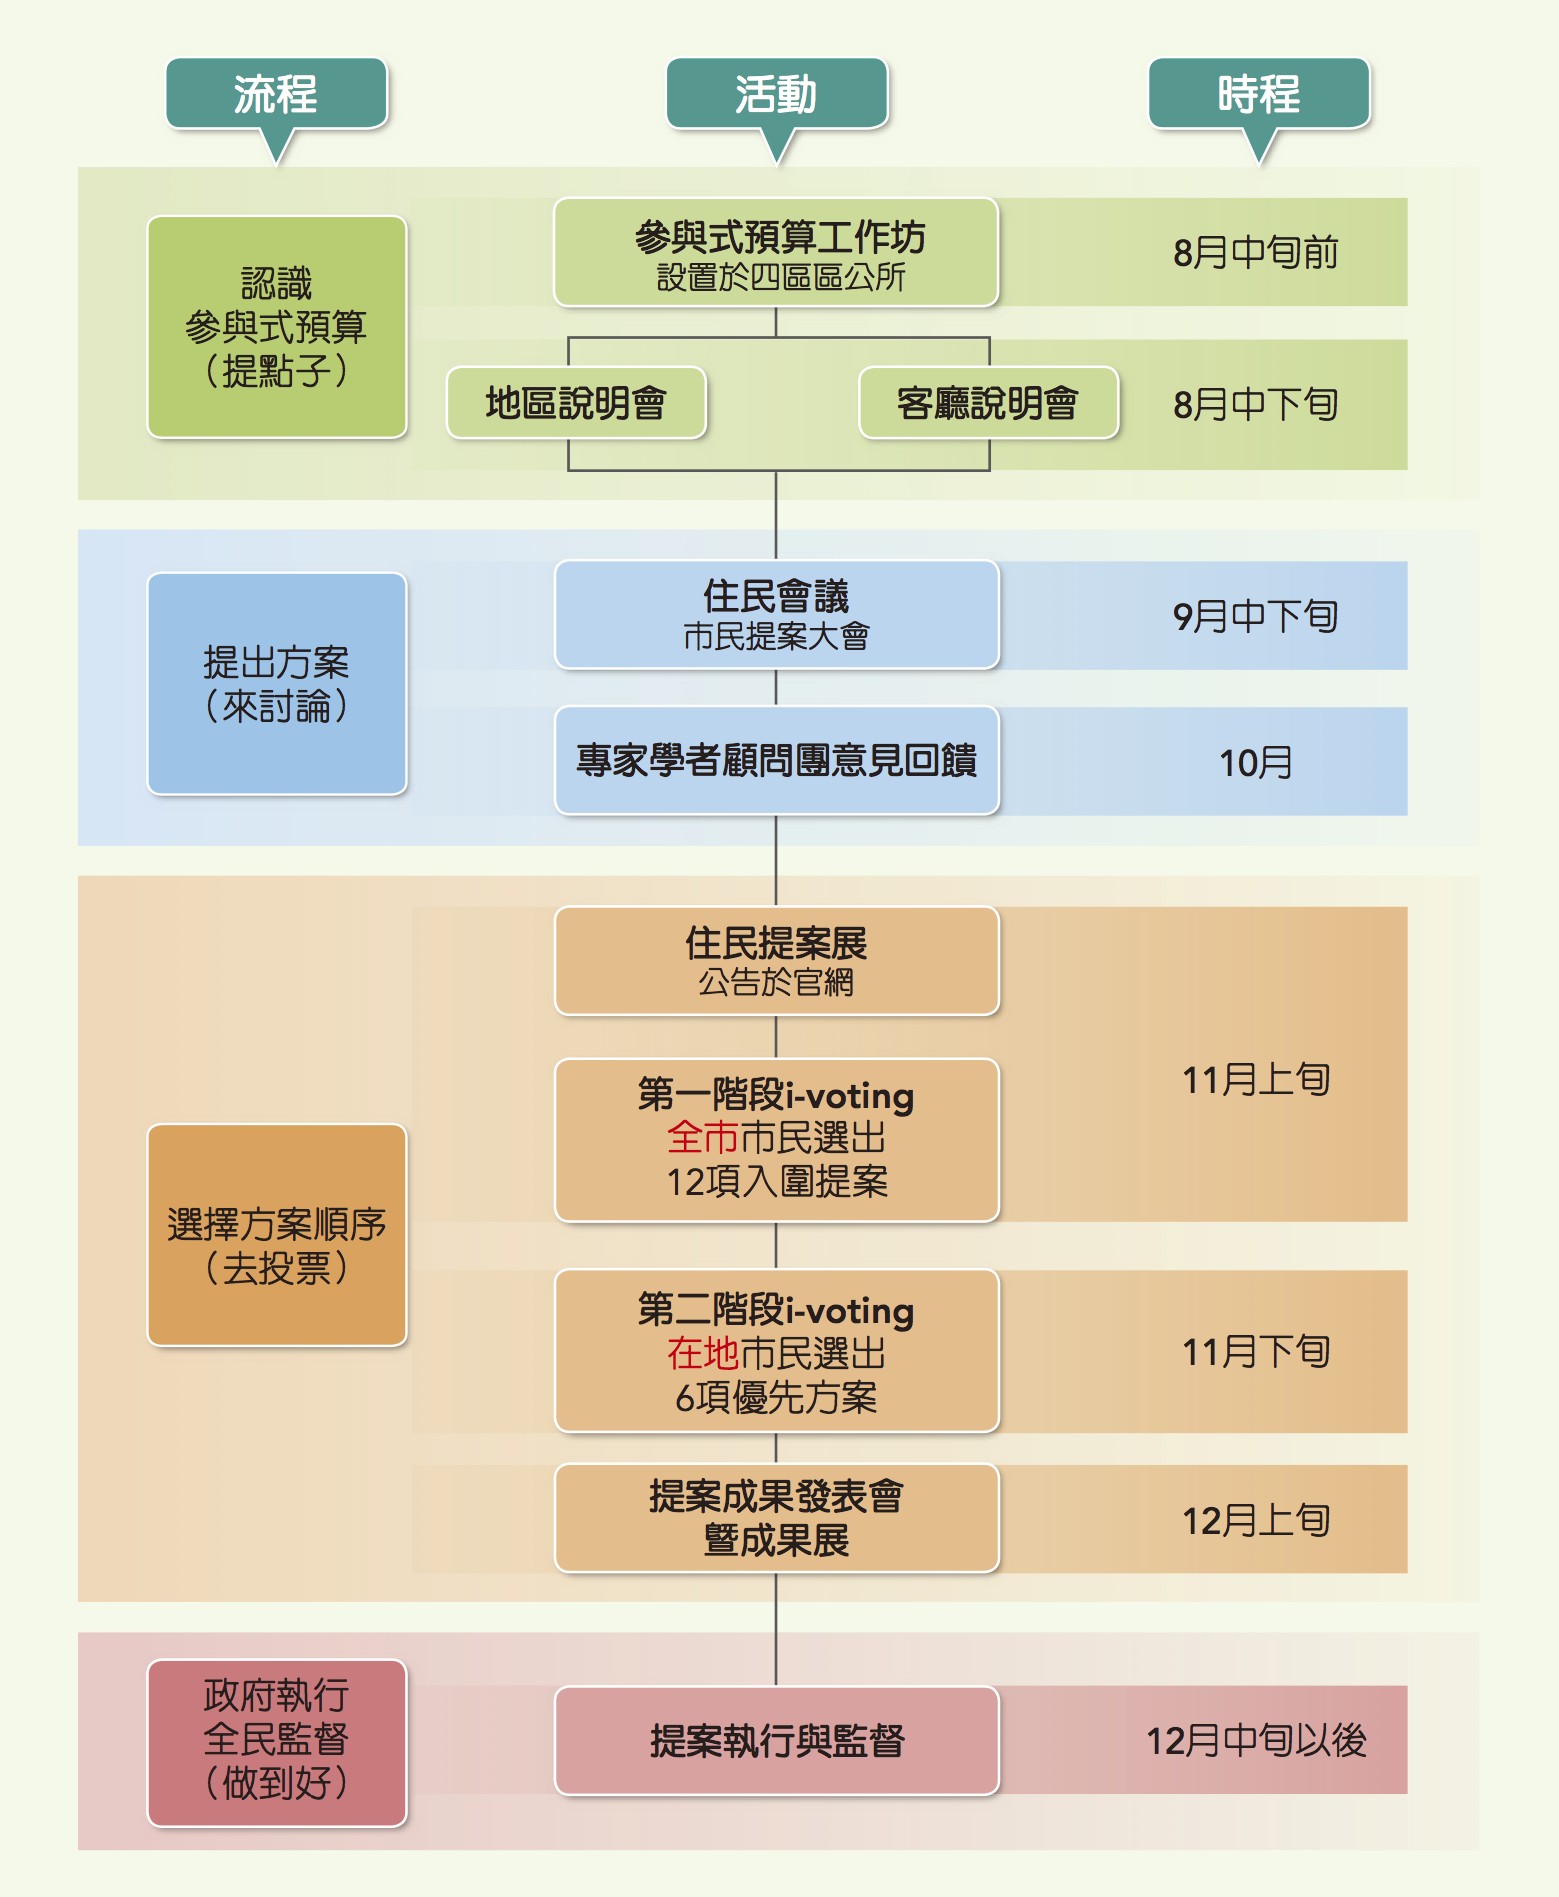 流程
活動
時程
認識
參與式預算
（提點子）
參與式預算工作坊
設置於四區區公所
8月中旬前
地區說明會
客廳說明會
8月中下旬
提出方案
（來討論）
住民會議
市民提案大會
9月中下旬
專家學者顧問團意見回饋
10月
選擇方案順序
（去投票）
住民提案展
公告於官網
第一階段i-voting
全市市民選出
12項入圍提案
11月上旬
第二階段i-voting
在地市民選出
6項優先方案
11月下旬
提案成果發表會
暨成果展
12月上旬
政府執行
全民監督
（做到好）
提案執行與監督
12月中旬以後